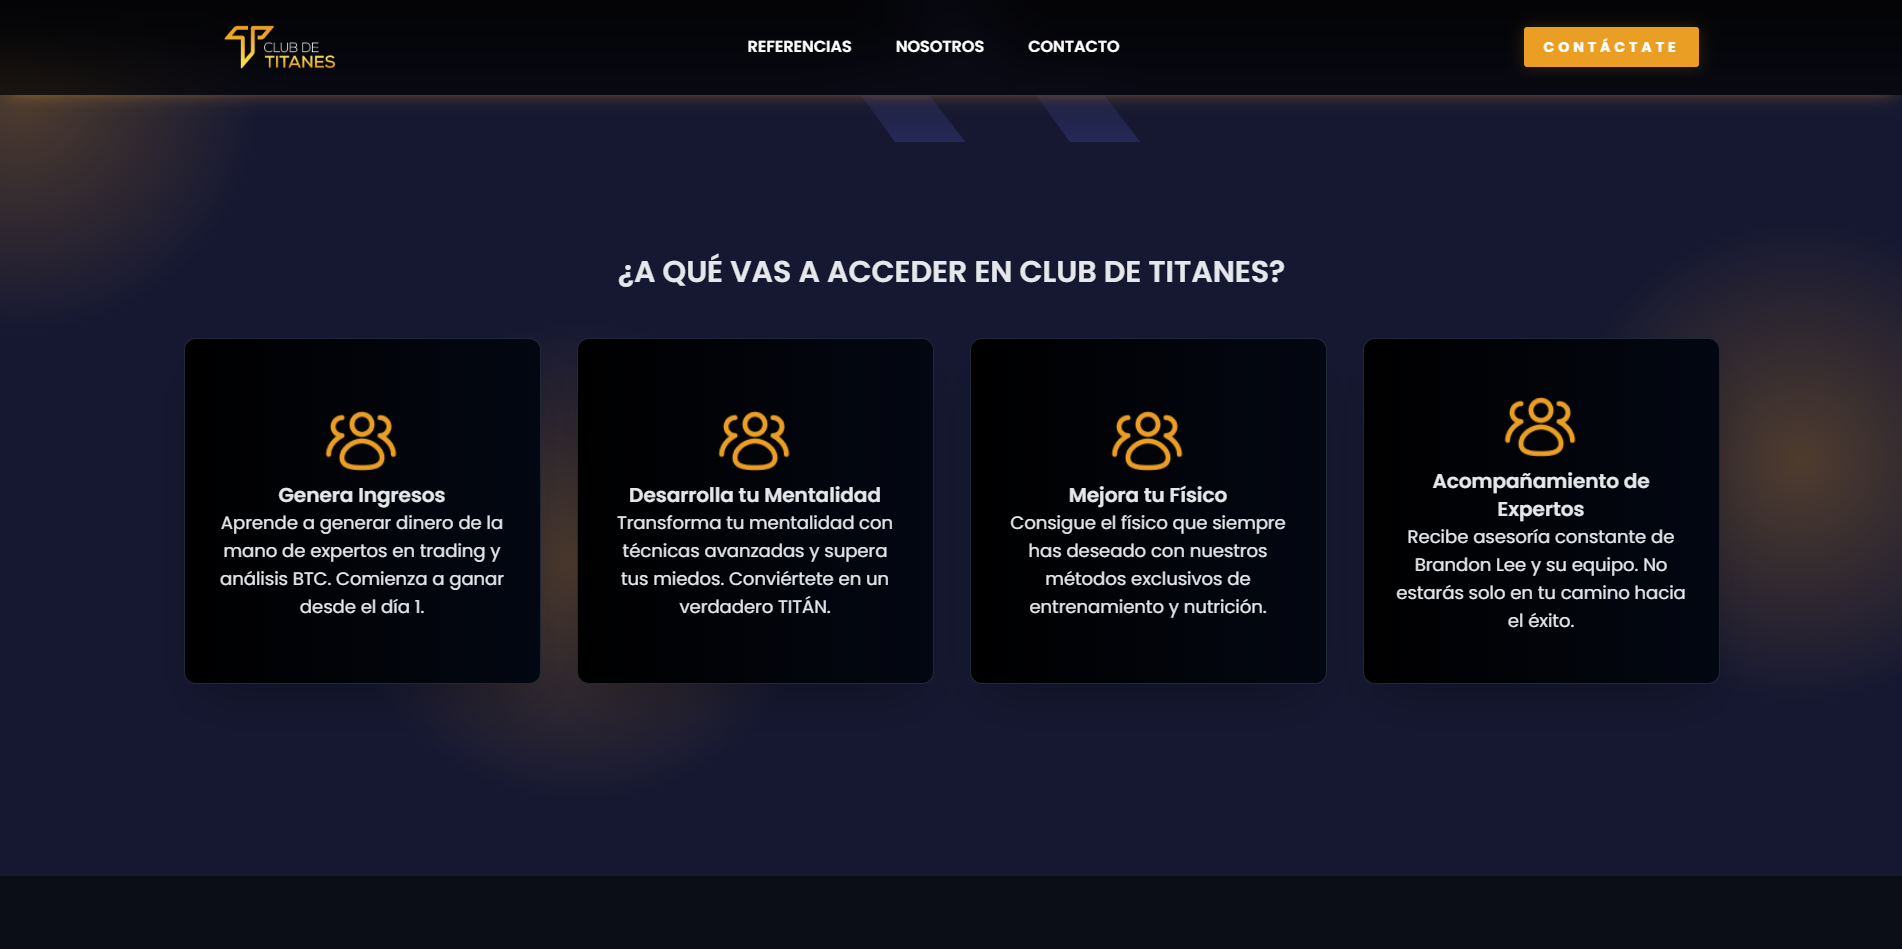 CLUB DE
TITANES
REFERENCIAS
NOSOTROS
CONTACTO
CONTÁCTATE
¿A QUÉ VAS A ACCEDER EN CLUB DE TITANES?
Genera Ingresos
Aprende a generar dinero de la
mano de expertos en trading y
análisis BTC. Comienza a ganar
desde el día 1.
Desarrolla tu Mentalidad
Transforma tu mentalidad con
técnicas avanzadas y supera
tus miedos. Conviértete en un
verdadero TITÁN.
Mejora tu Físico
Consigue el físico que siempre
has deseado con nuestros
métodos exclusivos de
entrenamiento y nutrición.
Acompañamiento de
Expertos
Recibe asesoría constante de
Brandon Lee y su equipo. No
estarás solo en tu camino hacia
el éxito.